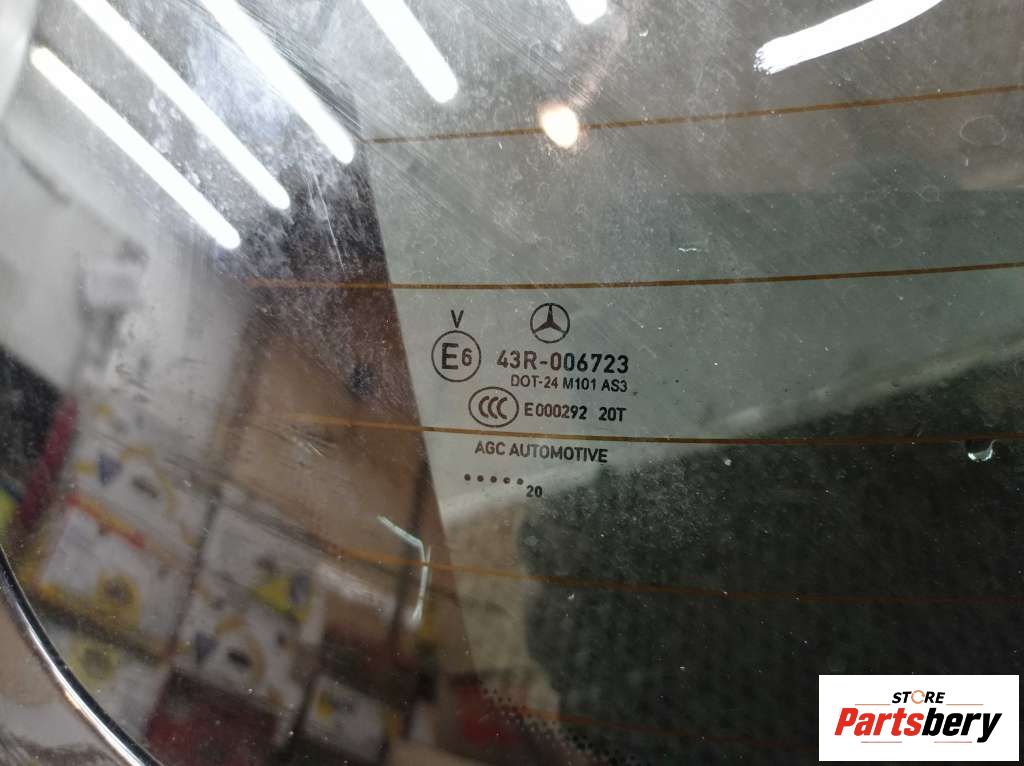 V
E6 43R-006723
DOT-24 M101 AS3
CCC E000292 20T
AGC AUTOMOTIVE
..... 20
STORE
Partsbery